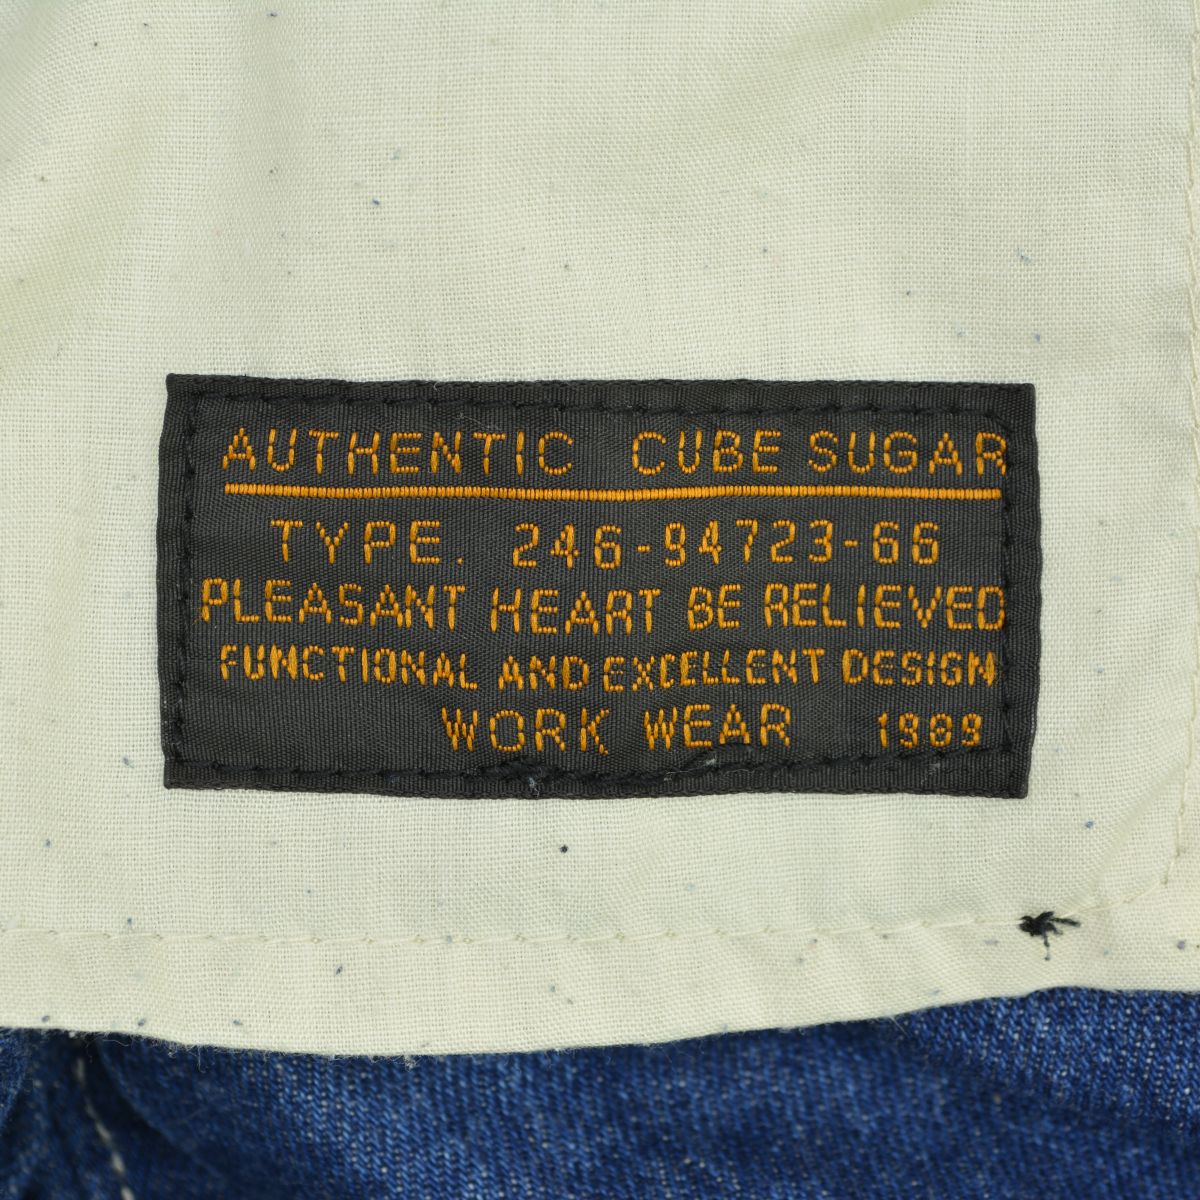 AUTHENTIC CUBE SUGAR
TYPE. 246-94723-66
PLEASANT HEART BE RELIEVED
FUNCTIONAL AND EXCELLENT DESIGN
WORK WEAR 1989